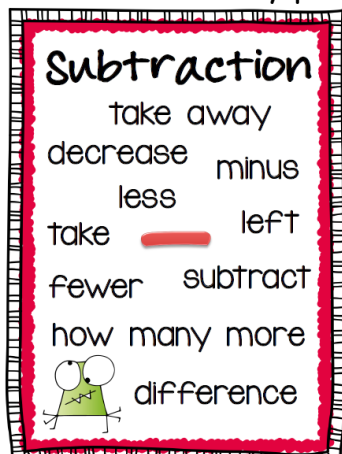 Subtraction
take away
decrease
minus
less
take
left
fewer
subtract
how many more
difference